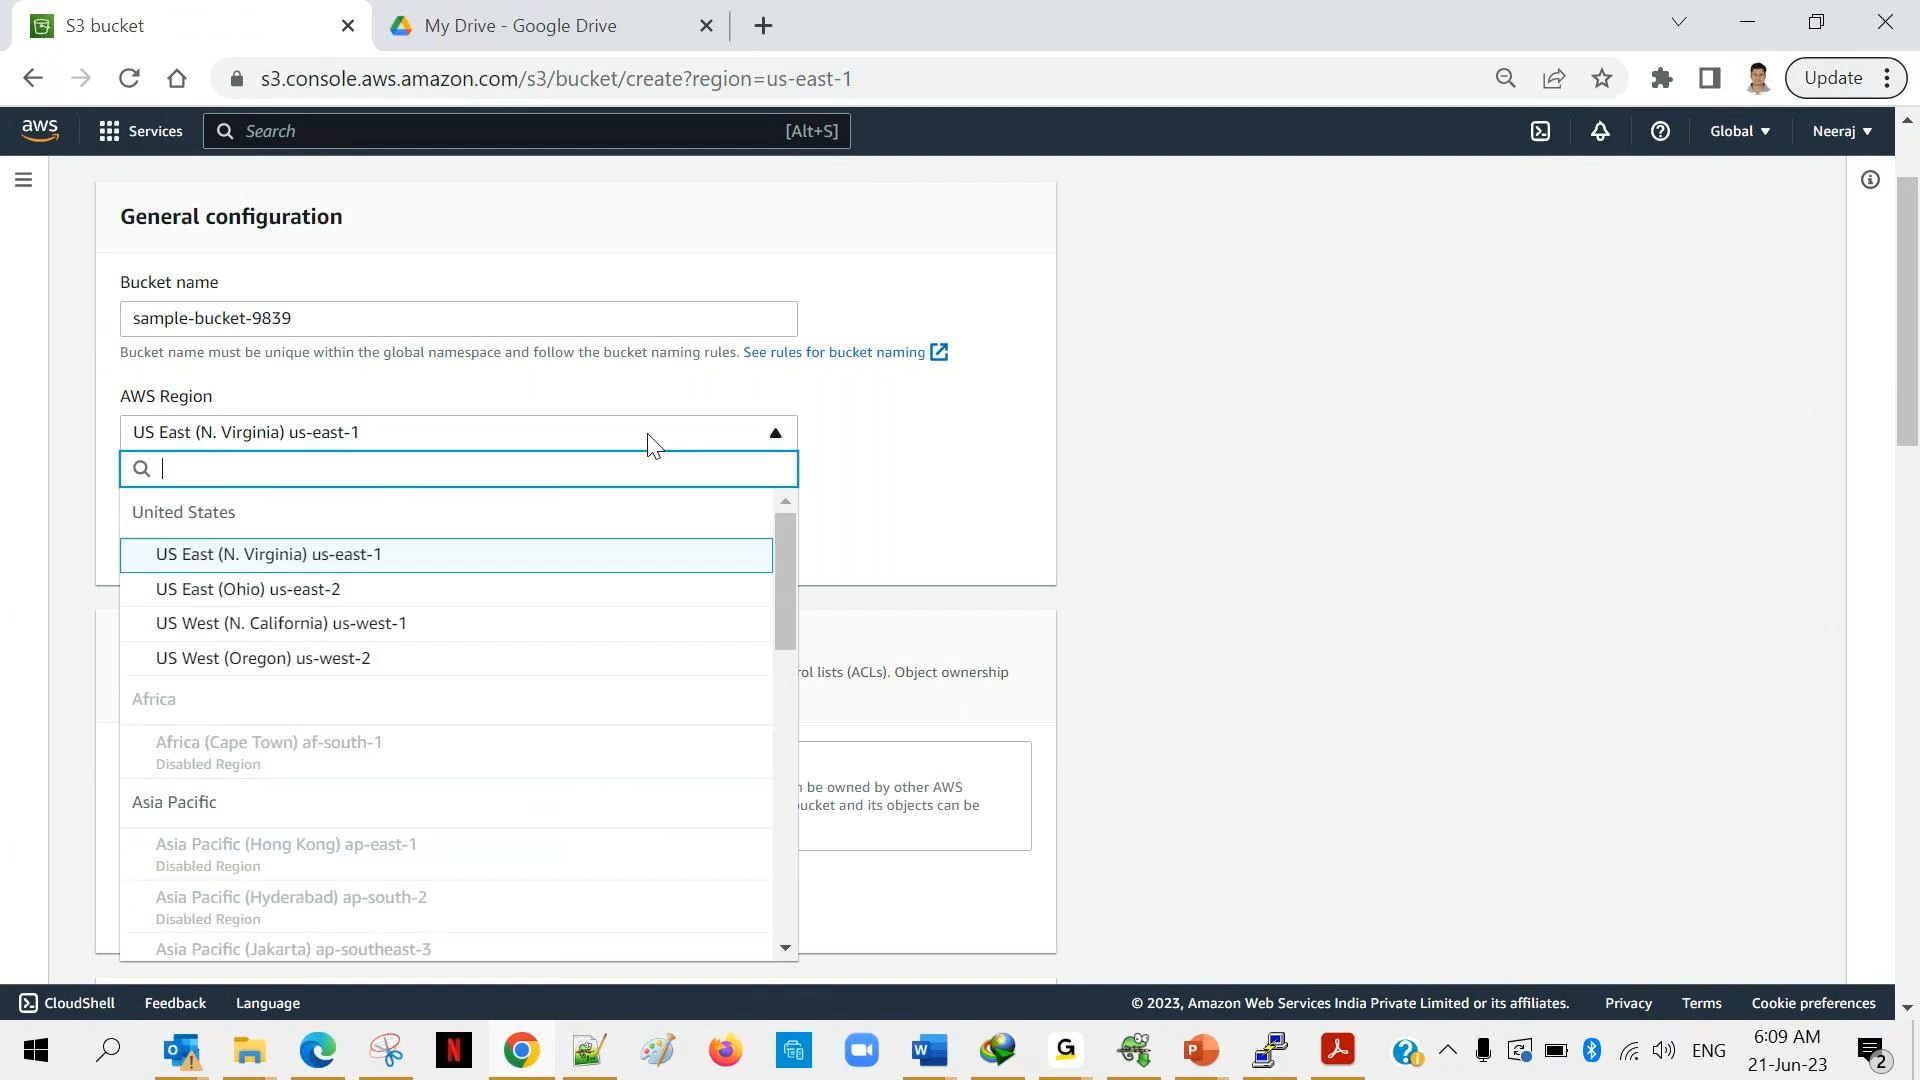 S3 bucket
My Drive - Google Drive
s3.console.aws.amazon.com/s3/bucket/create?region=us-east-1
Update
aws
Services
Search
[Alt+S]
Global
Neeraj
General configuration
Bucket name
sample-bucket-9839
Bucket name must be unique within the global namespace and follow the bucket naming rules. See rules for bucket naming
AWS Region
US East (N. Virginia) us-east-1
United States
US East (N. Virginia) us-east-1
US East (Ohio) us-east-2
US West (N. California) us-west-1
US West (Oregon) us-west-2
rol lists (ACLs). Object ownership
Africa
Africa (Cape Town) af-south-1
Disabled Region
be owned by other AWS
ucket and its objects can be
Asia Pacific
Asia Pacific (Hong Kong) ap-east-1
Disabled Region
Asia Pacific (Hyderabad) ap-south-2
Disabled Region
Asia Pacific (Jakarta) ap-southeast-3
CloudShell
Feedback
Language
© 2023, Amazon Web Services India Private Limited or its affiliates.
Privacy
Terms
Cookie preferences
ENG
6:09 AM
21-Jun-23
2